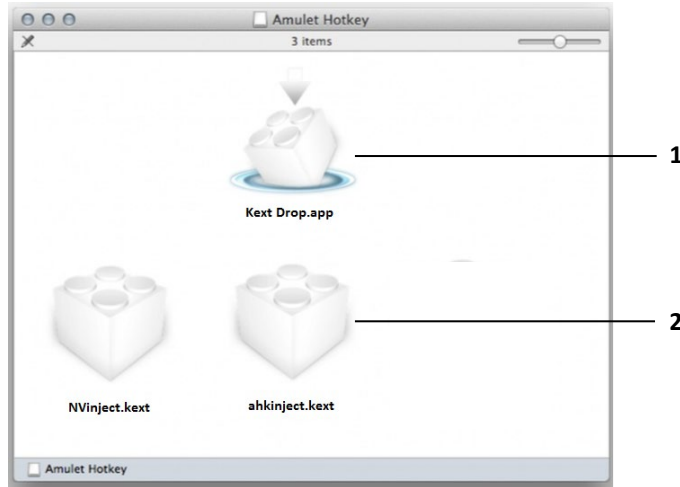 Amulet Hotkey
3 items
1
Kext Drop.app
2
NVinject.kext
ahkinject.kext
Amulet Hotkey